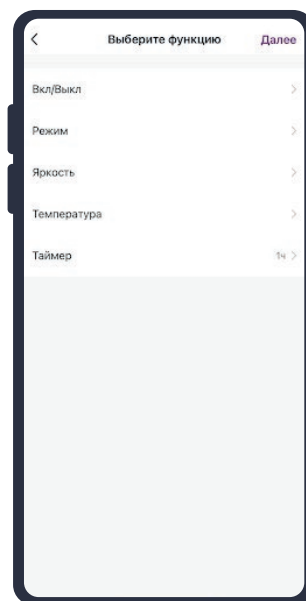 Выберите функцию Далее
Вкл/Выкл
Режим
Яркость
Температура
Таймер 1ч